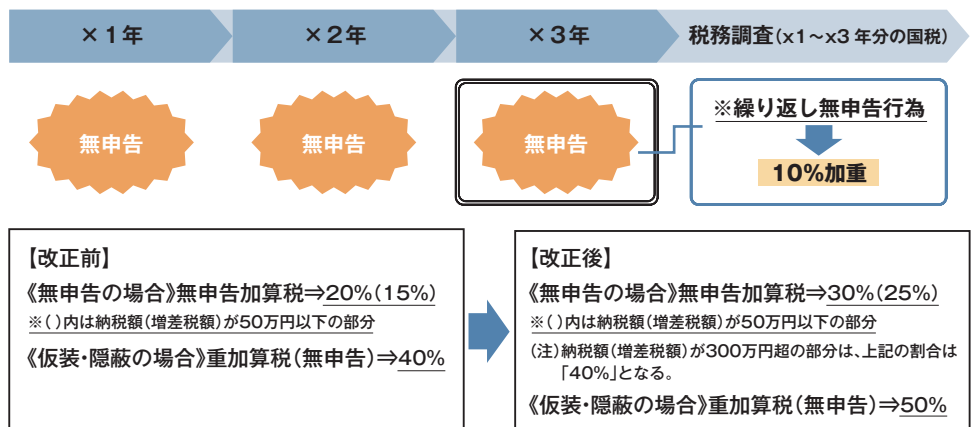 ×1年
×2年
×3年
税務調査(x1～x3 年分の国税)
無申告
無申告
無申告
※繰り返し無申告行為
10%加重
【改正前】
《無申告の場合》無申告加算税⇒20%(15%)
※( )内は納税額(増差税額)が50万円以下の部分
《仮装・隠蔽の場合》重加算税(無申告)⇒40%
【改正後】
《無申告の場合》無申告加算税⇒30%(25%)
※( )内は納税額(増差税額)が50万円以下の部分
(注)納税額(増差税額)が300万円超の部分は、上記の割合は
「40%」となる。
《仮装・隠蔽の場合》重加算税(無申告)⇒50%